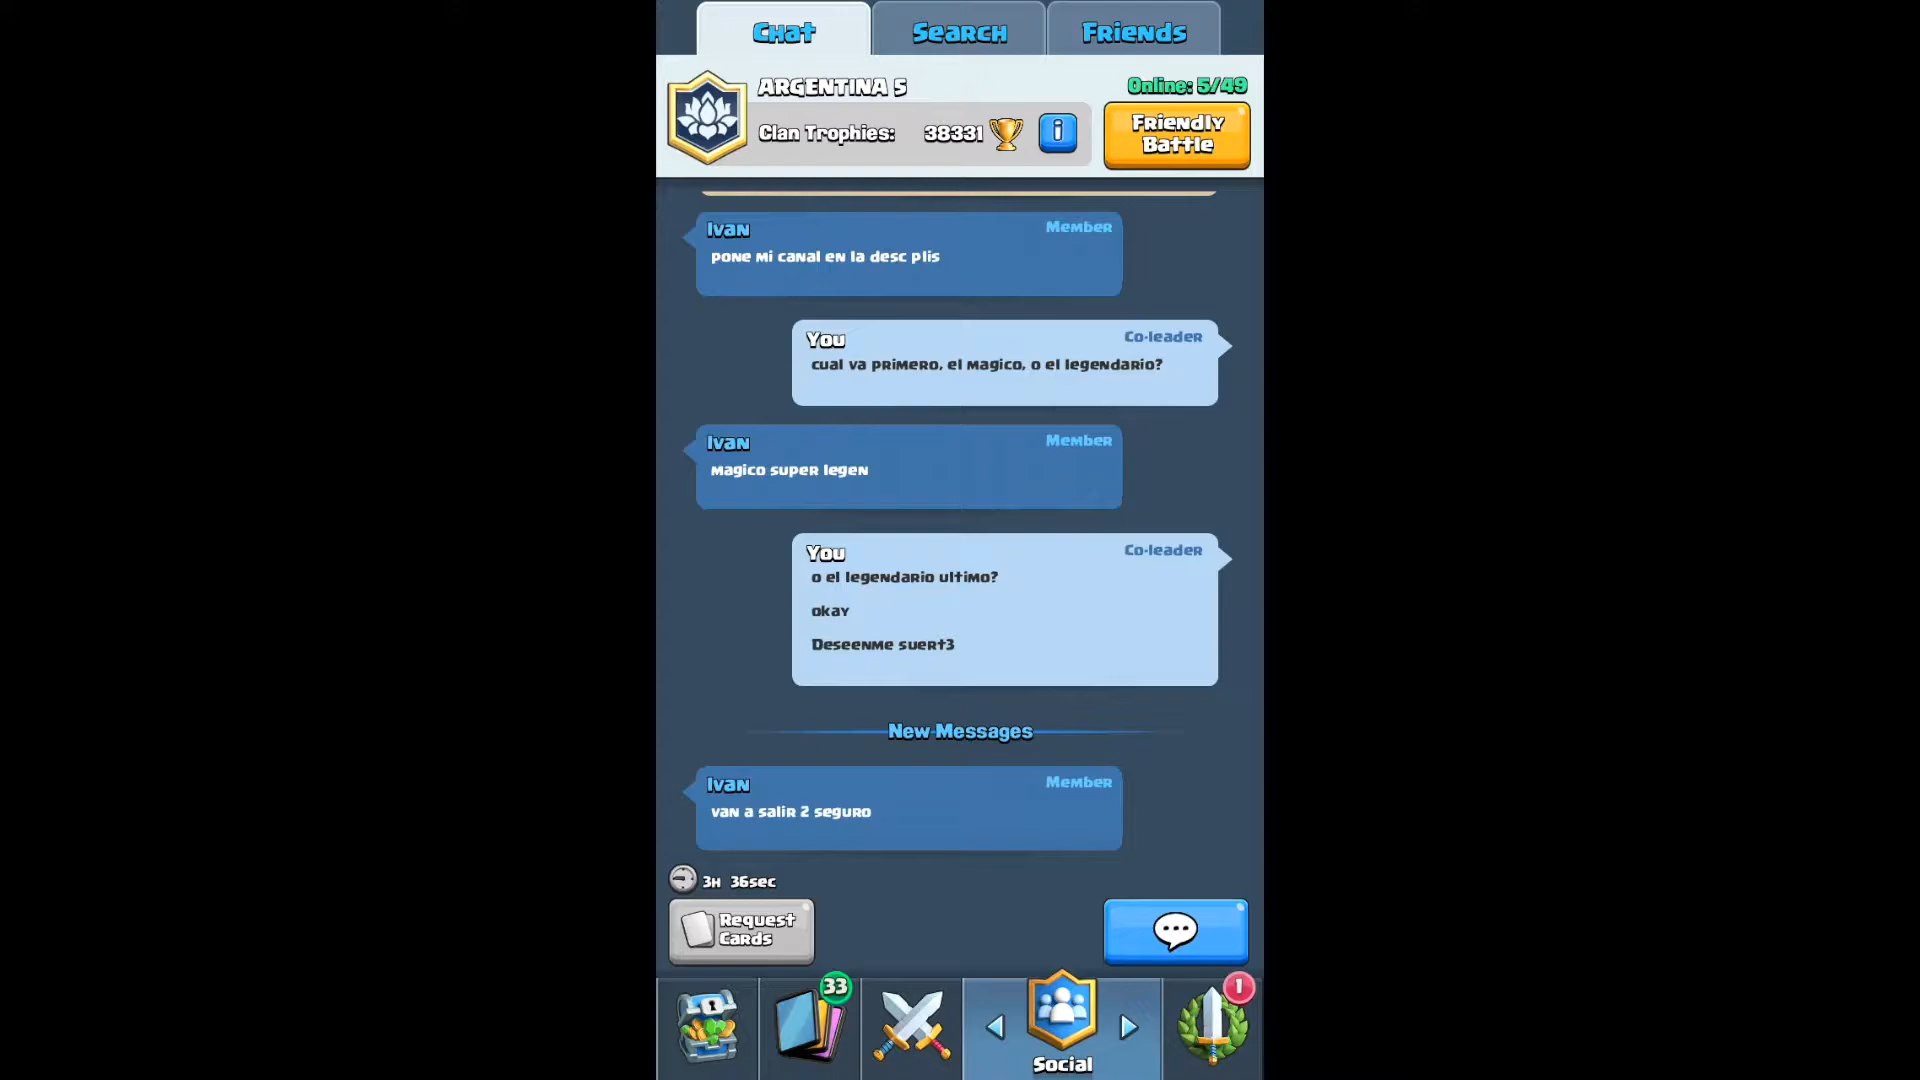 Chat
Search
Friends
ARGENTINA 5
Online: 5/49
Clan Trophies: 38331
i
Friendly
Battle
Ivan
Member
pone mi canal en la desc plis
You
Co-leader
cual va primero, el magico, o el legendario?
Ivan
Member
magico super legen
You
Co-leader
o el legendario ultimo?
okay
Deseenme suert3
New Messages
Ivan
Member
van a salir 2 seguro
3h 36sec
Request
Cards
33
1
Social